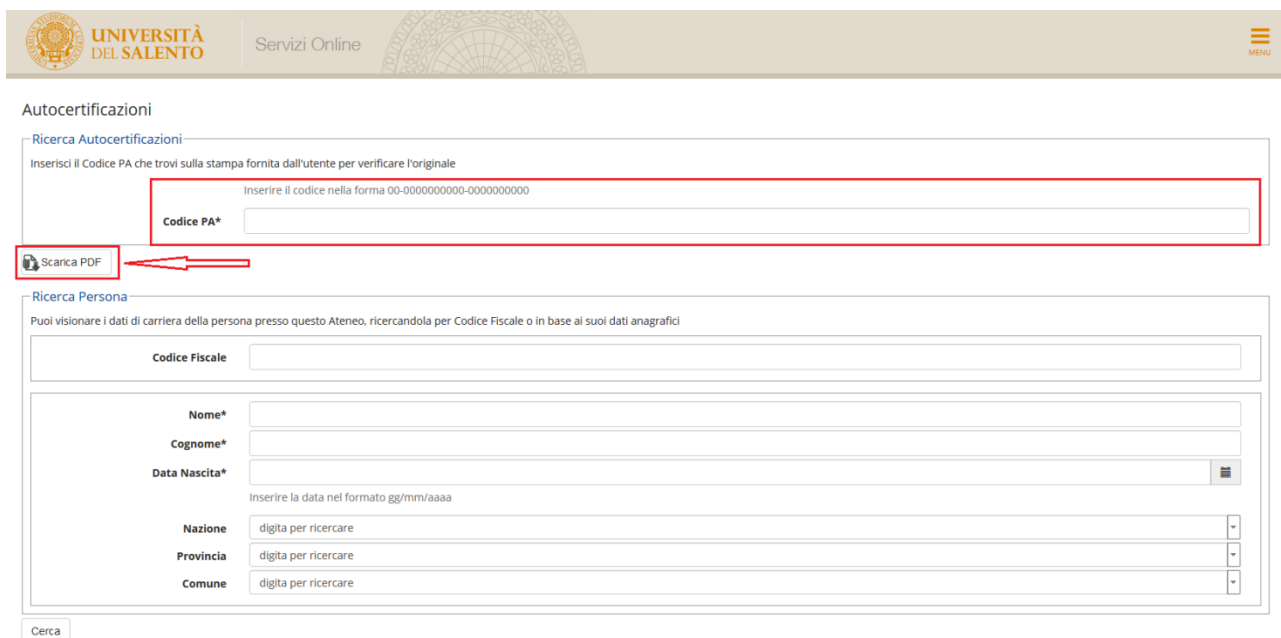 UNIVERSITÀ
DEL SALENTO
Servizi Online
MENU
Autocertificazioni
Ricerca Autocertificazioni
Inserisci il Codice PA che trovi sulla stampa fornita dall'utente per verificare l'originale
Inserire il codice nella forma 00-0000000000-0000000000
Codice PA*
Scarica PDF
Ricerca Persona
Puoi visionare i dati di carriera della persona presso questo Ateneo, ricercandola per Codice Fiscale o in base ai suoi dati anagrafici
Codice Fiscale
Nome*
Cognome*
Data Nascita*
Inserire la data nel formato gg/mm/aaaa
Nazione digita per ricercare
Provincia digita per ricercare
Comune digita per ricercare
Cerca